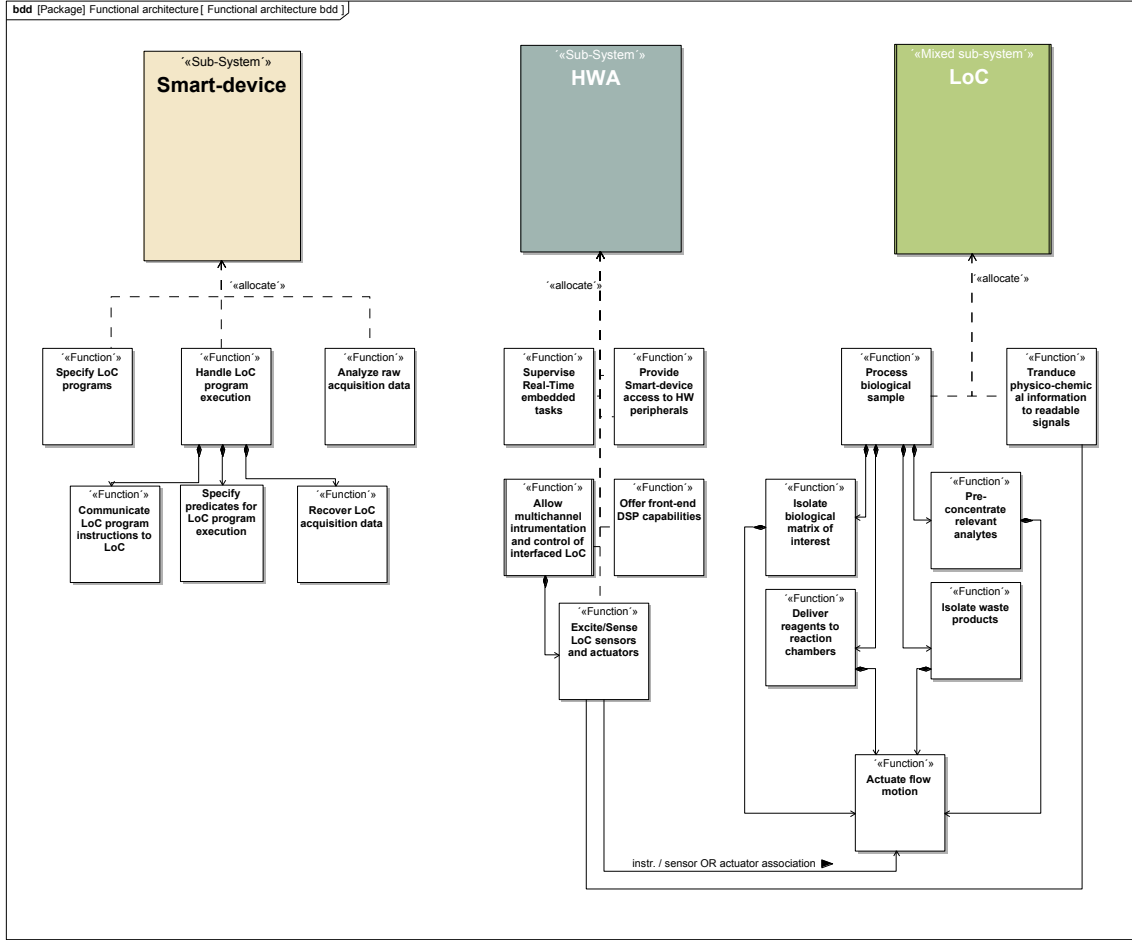 bdd [Package] Functional architecture [ Functional architecture bdd ]
´«Sub-System´»
Smart-device
´«Sub-System´»
HWA
´«Mixed sub-system´»
LoC
´«allocate´»
´«allocate´»
´«allocate´»
´«Function´»
Specify LoC
programs
´«Function´»
Handle LoC
program
execution
´«Function´»
Analyze raw
acquisition data
´«Function´»
Communicate
LoC program
instructions to
LoC
Specify
predicates for
LoC program
execution
´«Function´»
Recover LoC
acquisition data
´«Function´»
Supervise
Real-Time
embedded
tasks
´«Function´»
Provide
Smart-device
access to HW
peripherals
´«Function´»
Allow
multichannel
intrumentation
and control of
interfaced LoC
´«Function´»
Offer front-end
DSP capabilities
´«Function´»
Excite/Sense
LoC sensors
and actuators
´«Function´»
Process
biological
sample
´«Function´»
Tranduce
physico-chemic
al information
to readable
signals
´«Function´»
Isolate
biological
matrix of
interest
´«Function´»
Pre-
concentrate
relevant
analytes
´«Function´»
Deliver
reagents to
reaction
chambers
´«Function´»
Isolate waste
products
´«Function´»
Actuate flow
motion
instr. / sensor OR actuator association